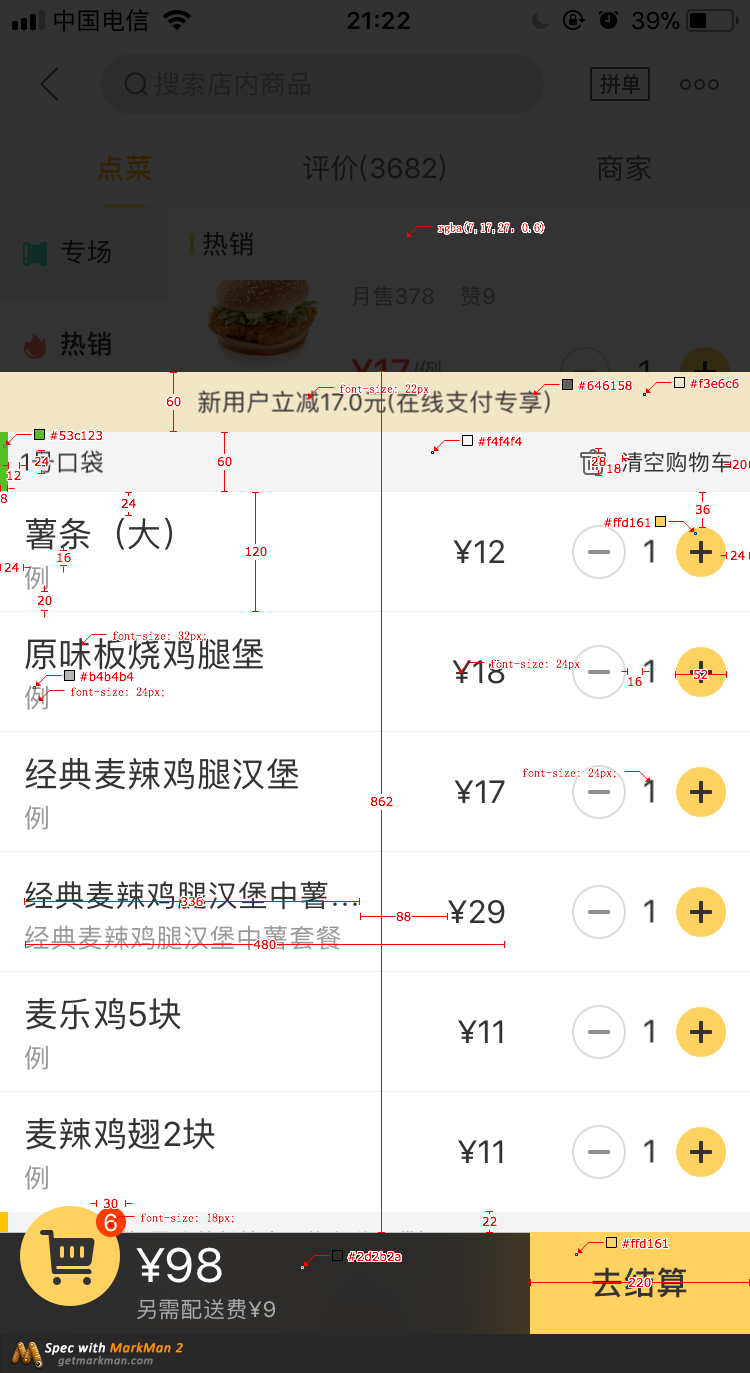 中国电信 21:22 39%
搜索店内商品 拼单
点菜 评价(3682) 商家
rgba(7,17,27, 0.6)
专场 热销
月售378 赞9
热销
¥17/例 1
60 font-size: 22px #646158 #f3e6c6
新用户立减17.0元(在线支付专享)
#53c123 #f4f4f4
24 1号口袋 60 28 18 清空购物车 20
12
8
24 36
#ffd161
薯条（大） 120 ¥12 1
16 24
24 例
20
font-size: 32px;
原味板烧鸡腿堡 ¥18 font-size: 24px 1 52
#b4b4b4 16
例 font-size: 24px;
font-size: 24px;
经典麦辣鸡腿汉堡 ¥17 1
862
例
经典麦辣鸡腿汉堡中薯... ¥29 1
336 88
经典麦辣鸡腿汉堡中薯套餐
480
麦乐鸡5块 ¥11 1
例
麦辣鸡翅2块 ¥11 1
例
30
6 font-size: 18px; 22
#2d2b2a #ffd161
¥98 去结算
220
另需配送费¥9
Spec with MarkMan 2
getmarkman.com